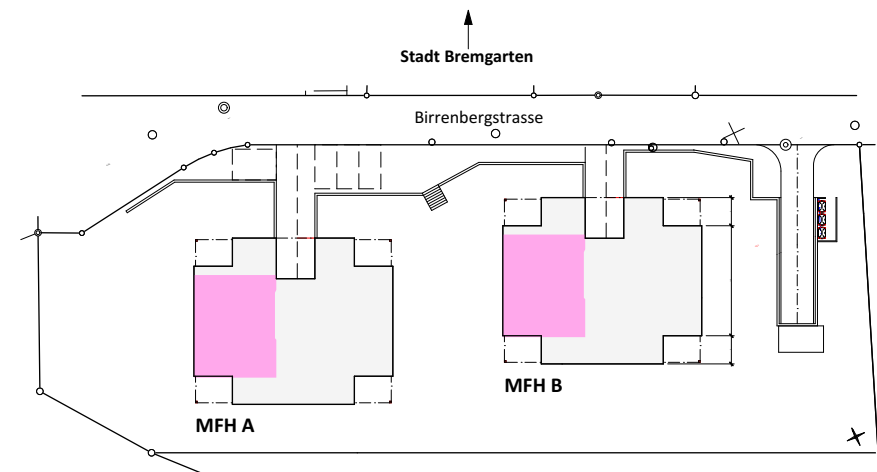 Stadt Bremgarten
Birrenbergstrasse
MFH B
MFH A